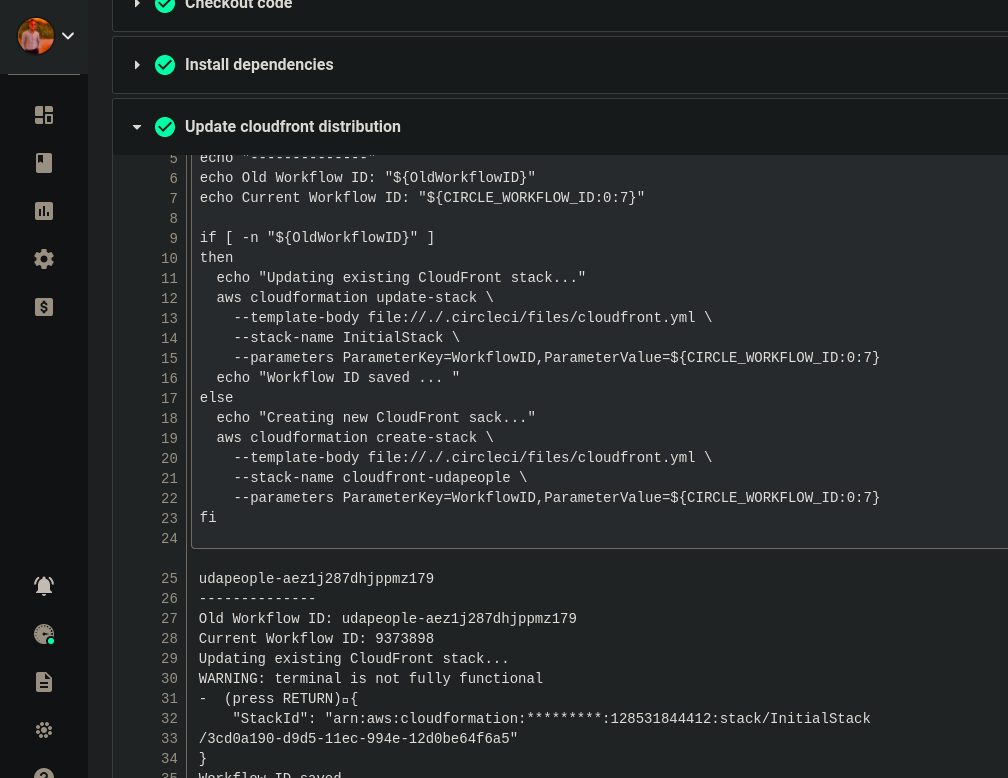 Checkout code
Install dependencies
Update cloudfront distribution
5 echo "--------------"
6 echo Old Workflow ID: "${OldWorkflowID}"
7 echo Current Workflow ID: "${CIRCLE_WORKFLOW_ID:0:7}"
8
9 if [ -n "${OldWorkflowID}" ]
10 then
11   echo "Updating existing CloudFront stack..."
12   aws cloudformation update-stack \
13     --template-body file://./.circleci/files/cloudfront.yml \
14     --stack-name InitialStack \
15     --parameters ParameterKey=WorkflowID,ParameterValue=${CIRCLE_WORKFLOW_ID:0:7}
16   echo "Workflow ID saved ... "
17 else
18   echo "Creating new CloudFront sack..."
19   aws cloudformation create-stack \
20     --template-body file://./.circleci/files/cloudfront.yml \
21     --stack-name cloudfront-udapeople \
22     --parameters ParameterKey=WorkflowID,ParameterValue=${CIRCLE_WORKFLOW_ID:0:7}
23 fi
24
25 udapeople-aez1j287dhjppmz179
26 --------------
27 Old Workflow ID: udapeople-aez1j287dhjppmz179
28 Current Workflow ID: 9373898
29 Updating existing CloudFront stack...
30 WARNING: terminal is not fully functional
31 -  (press RETURN)▯{
32     "StackId": "arn:aws:cloudformation:*********:128531844412:stack/InitialStack
33 /3cd0a190-d9d5-11ec-994e-12d0be64f6a5"
34 }
35 Workflow ID saved